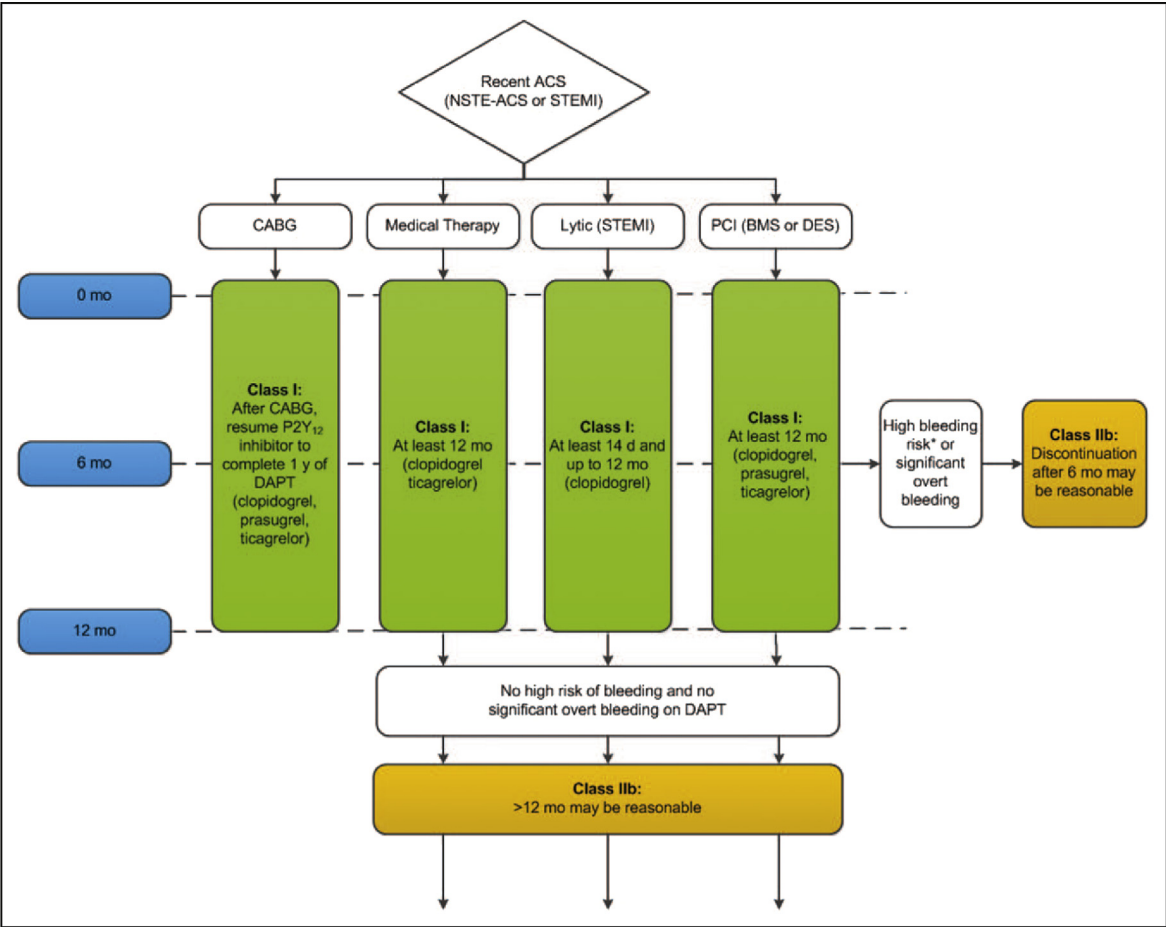 Recent ACS
(NSTE-ACS or STEMI)
CABG
Medical Therapy
Lytic (STEMI)
PCI (BMS or DES)
0 mo
6 mo
12 mo
Class I:
After CABG,
resume P2Y₁₂
inhibitor to
complete 1 y of
DAPT
(clopidogrel,
prasugrel,
ticagrelor)
Class I:
At least 12 mo
(clopidogrel
ticagrelor)
Class I:
At least 14 d and
up to 12 mo
(clopidogrel)
Class I:
At least 12 mo
(clopidogrel,
prasugrel,
ticagrelor)
High bleeding
risk* or
significant
overt
bleeding
Class IIb:
Discontinuation
after 6 mo may
be reasonable
No high risk of bleeding and no
significant overt bleeding on DAPT
Class IIb:
>12 mo may be reasonable